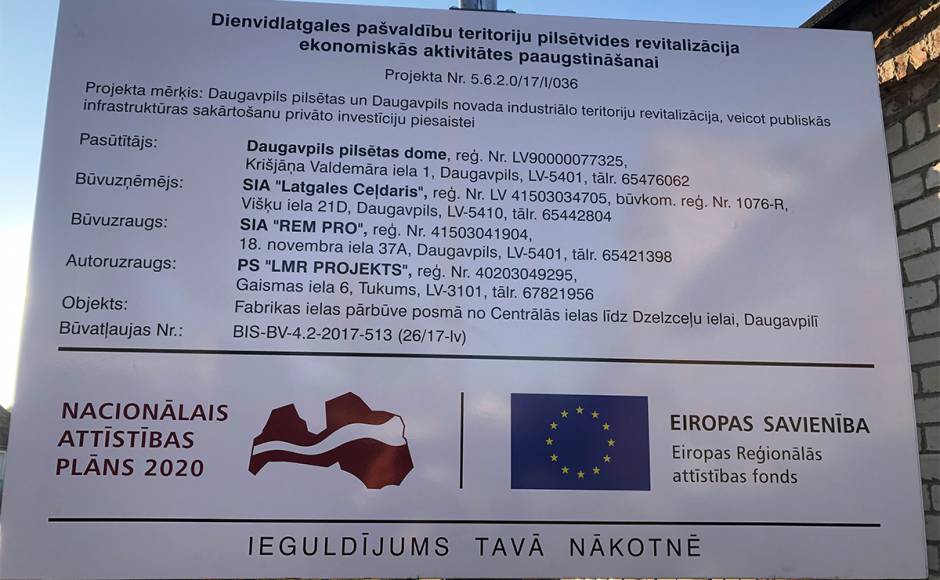 Dienvidlatgales pašvaldību teritoriju pilsētvides revitalizācija
ekonomiskās aktivitātes paaugstināšanai
Projekta Nr. 5.6.2.0/17/I/036
Projekta mērķis: Daugavpils pilsētas un Daugavpils novada industriālo teritoriju revitalizācija, veicot publiskās
infrastruktūras sakārtošanu privāto investīciju piesaistei
Pasūtītājs: Daugavpils pilsētas dome, reģ. Nr. LV90000077325,
Krišjāņa Valdemāra iela 1, Daugavpils, LV-5401, tālr. 65476062
Būvuzņēmējs: SIA "Latgales Ceļdaris", reģ. Nr. LV 41503034705, būvkom. reģ. Nr. 1076-R,
Višķu iela 21D, Daugavpils, LV-5410, tālr. 65442804
Būvuzraugs: SIA "REM PRO", reģ. Nr. 41503041904,
18. novembra iela 37A, Daugavpils, LV-5401, tālr. 65421398
Autoruzraugs: PS "LMR PROJEKTS", reģ. Nr. 40203049295,
Gaismas iela 6, Tukums, LV-3101, tālr. 67821956
Objekts: Fabrikas ielas pārbūve posmā no Centrālās ielas līdz Dzelzceļu ielai, Daugavpilī
Būvatļaujas Nr.: BIS-BV-4.2-2017-513 (26/17-lv)
NACIONĀLAIS
ATTĪSTĪBAS
PLĀNS 2020
EIROPAS SAVIENĪBA
Eiropas Reģionālās
attīstības fonds
IEGULDĪJUMS TAVĀ NĀKOTNĒ